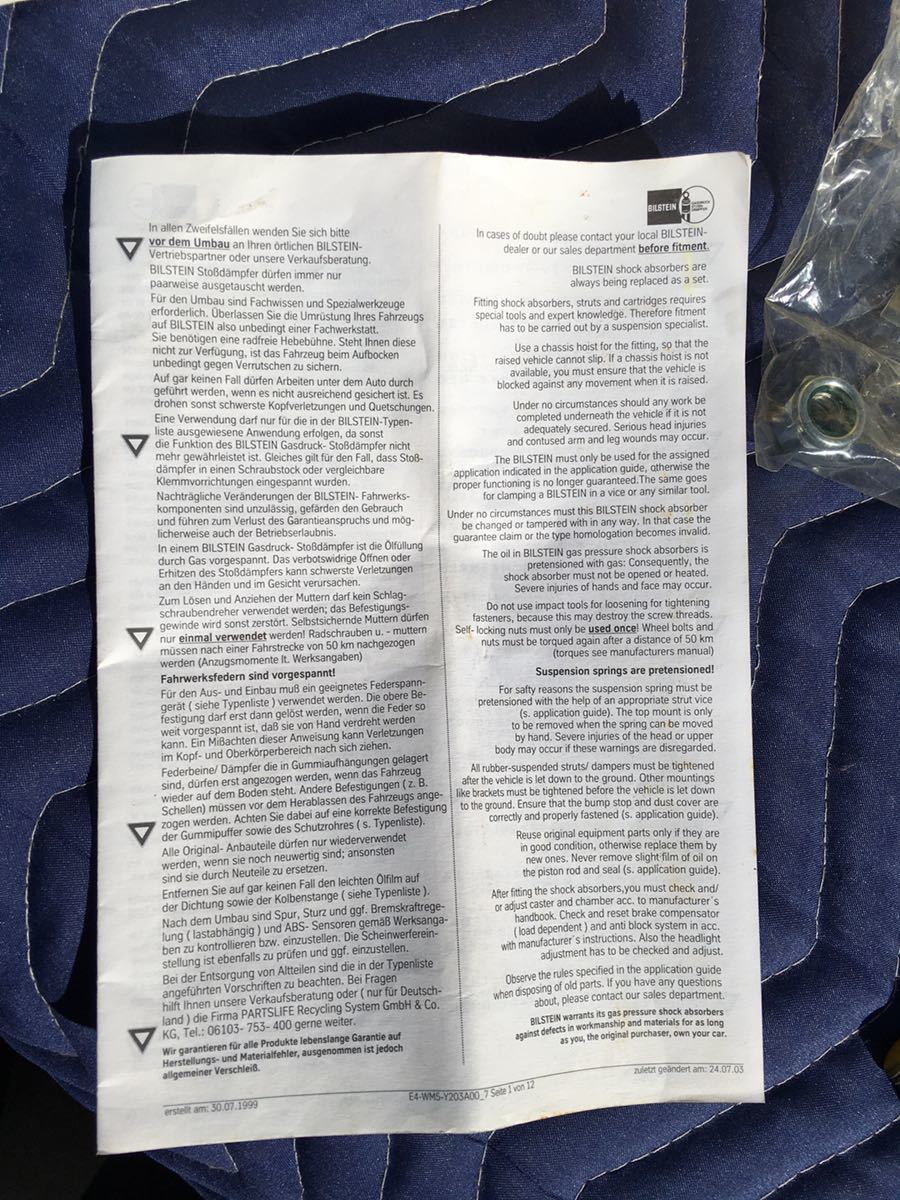 In allen Zweifelsfällen wenden Sie sich bitte
vor dem Umbau an Ihren örtlichen BILSTEIN-
Vertriebspartner oder unsere Verkaufsberatung.
BILSTEIN Stoßdämpfer dürfen immer nur
paarweise ausgetauscht werden.
Für den Umbau sind Fachwissen und Spezialwerkzeuge
erforderlich. Überlassen Sie die Umrüstung Ihres Fahrzeugs
auf BILSTEIN also unbedingt einer Fachwerkstatt.
Sie benötigen eine radfreie Hebebühne. Steht Ihnen diese
nicht zur Verfügung, ist das Fahrzeug beim Aufbocken
unbedingt gegen Verrutschen zu sichern.
Auf gar keinen Fall dürfen Arbeiten unter dem Auto durch
geführt werden, wenn es nicht ausreichend gesichert ist. Es
drohen sonst schwerste Kopfverletzungen und Quetschungen.
Eine Verwendung darf nur für die in der BILSTEIN-Typen-
liste ausgewiesene Anwendung erfolgen, da sonst
die Funktion des BILSTEIN Gasdruck- Stoßdämpfer nicht
mehr gewährleistet ist. Gleiches gilt für den Fall, dass Stoß-
dämpfer in einen Schraubstock oder vergleichbare
Klemmvorrichtungen eingespannt wurden.
Nachträgliche Veränderungen der BILSTEIN- Fahrwerks-
komponenten sind unzulässig, gefärden den Gebrauch
und führen zum Verlust des Garantieanspruchs und mög-
licherweise auch der Betriebserlaubnis.
In einem BILSTEIN Gasdruck- Stoßdämpfer ist die Ölfüllung
durch Gas vorgespannt. Das verbotswidrige Öffnen oder
Erhitzen des Stoßdämpfers kann schwerste Verletzungen
an den Händen und im Gesicht verursachen.
Zum Lösen und Anziehen der Muttern darf kein Schlag-
schraubendreher verwendet werden; das Befestigungs-
gewinde wird sonst zerstört. Selbstsichernde Muttern dürfen
nur einmal verwendet werden! Radschrauben u. - muttern
müssen nach einer Fahrstrecke von 50 km nachgezogen
werden (Anzugsmomente lt. Werksangaben)
Fahrwerksfedern sind vorgespannt!
Für den Aus- und Einbau muß ein geeignetes Federspann-
gerät ( siehe Typenliste ) verwendet werden. Die obere Be-
festigung darf erst dann gelöst werden, wenn die Feder so
weit vorgespannt ist, daß sie von Hand verdreht werden
kann. Ein Mißachten dieser Anweisung kann Verletzungen
im Kopf- und Oberkörperbereich nach sich ziehen.
Federbeine/ Dämpfer die in Gummiaufhängungen gelagert
sind, dürfen erst angezogen werden, wenn das Fahrzeug
wieder auf dem Boden steht. Andere Befestigungen ( z. B.
Schellen) müssen vor dem Herablassen des Fahrzeugs ange-
zogen werden. Achten Sie dabei auf eine korrekte Befestigung
der Gummipuffer sowie des Schutzrohres ( s. Typenliste).
Alle Original- Anbauteile dürfen nur wiederverwendet
werden, wenn sie noch neuwertig sind; ansonsten
sind sie durch Neuteile zu ersetzen.
Entfernen Sie auf gar keinen Fall den leichten Ölfilm auf
der Dichtung sowie der Kolbenstange ( siehe Typenliste ).
Nach dem Umbau sind Spur, Sturz und ggf. Bremskraftrege-
lung ( lastabhängig ) und ABS- Sensoren gemäß Werksanga-
ben zu kontrollieren bzw. einzustellen. Die Scheinwerferein-
stellung ist ebenfalls zu prüfen und ggf. einzustellen.
Bei der Entsorgung von Altteilen sind die in der Typenliste
angeführten Vorschriften zu beachten. Bei Fragen
hilft Ihnen unsere Verkaufsberatung oder ( nur für Deutsch-
land ) die Firma PARTSLIFE Recycling System GmbH & Co.
KG, Tel.: 06103- 753- 400 gerne weiter.
Wir garantieren für alle Produkte lebenslange Garantie auf
Herstellungs- und Materialfehler, ausgenommen ist jedoch
allgemeiner Verschleiß.
BILSTEIN
In cases of doubt please contact your local BILSTEIN-
dealer or our sales department before fitment.
BILSTEIN shock absorbers are
always being replaced as a set.
Fitting shock absorbers, struts and cartridges requires
special tools and expert knowledge. Therefore fitment
has to be carried out by a suspension specialist.
Use a chassis hoist for the fitting, so that the
raised vehicle cannot slip. If a chassis hoist is not
available, you must ensure that the vehicle is
blocked against any movement when it is raised.
Under no circumstances should any work be
completed underneath the vehicle if it is not
adequately secured. Serious head injuries
and contused arm and leg wounds may occur.
The BILSTEIN must only be used for the assigned
application indicated in the application guide, otherwise the
proper functioning is no longer guaranteed. The same goes
for clamping a BILSTEIN in a vice or any similar tool.
Under no circumstances must this BILSTEIN shock absorber
be changed or tampered with in any way. In that case the
guarantee claim or the type homologation becomes invalid.
The oil in BILSTEIN gas pressure shock absorbers is
pretensioned with gas: Consequently, the
shock absorber must not be opened or heated.
Severe injuries of hands and face may occur.
Do not use impact tools for loosening for tightening
fasteners, because this may destroy the screw threads.
Self- locking nuts must only be used once! Wheel bolts and
nuts must be torqued again after a distance of 50 km
(torques see manufacturers manual)
Suspension springs are pretensioned!
For safty reasons the suspension spring must be
pretensioned with the help of an appropriate strut vice
(s. application guide). The top mount is only
to be removed when the spring can be moved
by hand. Severe injuries of the head or upper
body may occur if these warnings are disregarded.
All rubber-suspended struts/ dampers must be tightened
after the vehicle is let down to the ground. Other mountings
like brackets must be tightened before the vehicle is let down
to the ground. Ensure that the bump stop and dust cover are
correctly and properly fastened (s. application guide).
Reuse original equipment parts only if they are
in good condition, otherwise replace them by
new ones. Never remove slight film of oil on
the piston rod and seal (s. application guide).
After fitting the shock absorbers,you must check and/
or adjust caster and chamber acc. to manufacturer´s
handbook. Check and reset brake compensator
( load dependent ) and anti block system in acc.
with manufacturer´s instructions. Also the headlight
adjustment has to be checked and adjust.
Observe the rules specified in the application guide
when disposing of old parts. If you have any questions
about, please contact our sales department.
BILSTEIN warrants its gas pressure shock absorbers
against defects in workmanship and materials for as long
as you, the original purchaser, own your car.
erstellt am: 30.07.1999
E4-WM5-Y203A00_7 Seite 1 von 12
zuletzt geändert am: 24.07.03